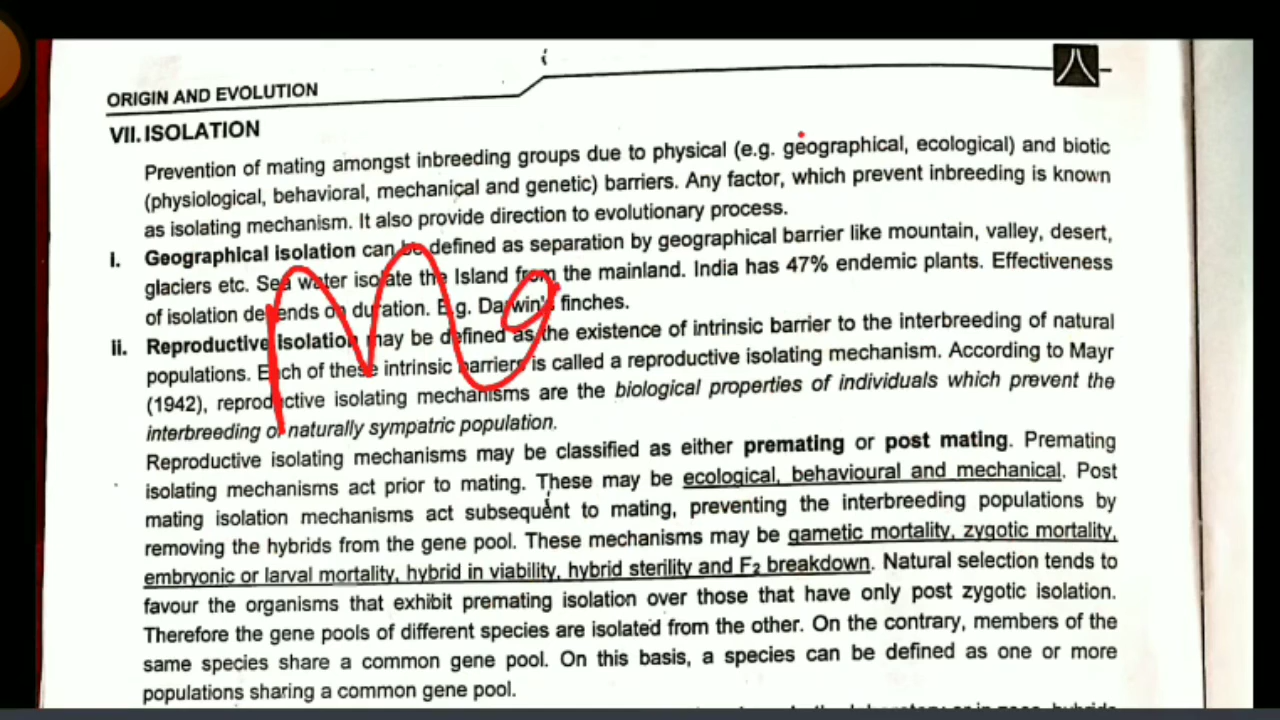 ORIGIN AND EVOLUTION
VII. ISOLATION
Prevention of mating amongst inbreeding groups due to physical (e.g. geographical, ecological) and biotic
(physiological, behavioral, mechanical and genetic) barriers. Any factor, which prevent inbreeding is known
as isolating mechanism. It also provide direction to evolutionary process.
i. Geographical isolation can be defined as separation by geographical barrier like mountain, valley, desert,
glaciers etc. Sea water isolate the Island from the mainland. India has 47% endemic plants. Effectiveness
of isolation depends on duration. E.g. Darwin's finches.
ii. Reproductive isolation may be defined as the existence of intrinsic barrier to the interbreeding of natural
populations. Each of these intrinsic barriers is called a reproductive isolating mechanism. According to Mayr
(1942), reproductive isolating mechanisms are the biological properties of individuals which prevent the
interbreeding of naturally sympatric population.
Reproductive isolating mechanisms may be classified as either premating or post mating. Premating
isolating mechanisms act prior to mating. These may be ecological, behavioural and mechanical. Post
mating isolation mechanisms act subsequent to mating, preventing the interbreeding populations by
removing the hybrids from the gene pool. These mechanisms may be gametic mortality, zygotic mortality,
embryonic or larval mortality, hybrid in viability, hybrid sterility and F₂ breakdown. Natural selection tends to
favour the organisms that exhibit premating isolation over those that have only post zygotic isolation.
Therefore the gene pools of different species are isolated from the other. On the contrary, members of the
same species share a common gene pool. On this basis, a species can be defined as one or more
populations sharing a common gene pool.